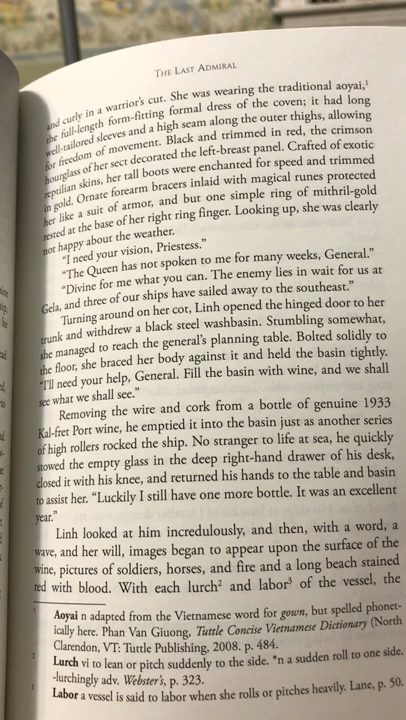 THE LAST ADMIRAL
and curly in a warrior's cut. She was wearing the traditional aoyai,¹
the full-length form-fitting formal dress of the coven; it had long
well-tailored sleeves and a high seam along the outer thighs, allowing
for freedom of movement. Black and trimmed in red, the crimson
hourglass of her sect decorated the left-breast panel. Crafted of exotic
reptilian skins, her tall boots were enchanted for speed and trimmed
in gold. Ornate forearm bracers inlaid with magical runes protected
her like a suit of armor, and but one simple ring of mithril-gold
rested at the base of her right ring finger. Looking up, she was clearly
not happy about the weather.
"I need your vision, Priestess."
"The Queen has not spoken to me for many weeks, General."
"Divine for me what you can. The enemy lies in wait for us at
Gela, and three of our ships have sailed away to the southeast."
Turning around on her cot, Linh opened the hinged door to her
trunk and withdrew a black steel washbasin. Stumbling somewhat,
she managed to reach the general's planning table. Bolted solidly to
the floor, she braced her body against it and held the basin tightly.
"I'll need your help, General. Fill the basin with wine, and we shall
see what we shall see."
Removing the wire and cork from a bottle of genuine 1933
Kal-fret Port wine, he emptied it into the basin just as another series
of high rollers rocked the ship. No stranger to life at sea, he quickly
stowed the empty glass in the deep right-hand drawer of his desk,
closed it with his knee, and returned his hands to the table and basin
to assist her. "Luckily I still have one more bottle. It was an excellent
year."
Linh looked at him incredulously, and then, with a word, a
wave, and her will, images began to appear upon the surface of the
wine, pictures of soldiers, horses, and fire and a long beach stained
red with blood. With each lurch² and labor³ of the vessel, the
1 Aoyai n adapted from the Vietnamese word for gown, but spelled phonet-
ically here. Phan Van Giuong, Tuttle Concise Vietnamese Dictionary (North
Clarendon, VT: Tuttle Publishing, 2008. p. 484.
2 Lurch vi to lean or pitch suddenly to the side. *n a sudden roll to one side.
-lurchingly adv. Webster's, p. 323.
3 Labor a vessel is said to labor when she rolls or pitches heavily. Lane, p. 50.